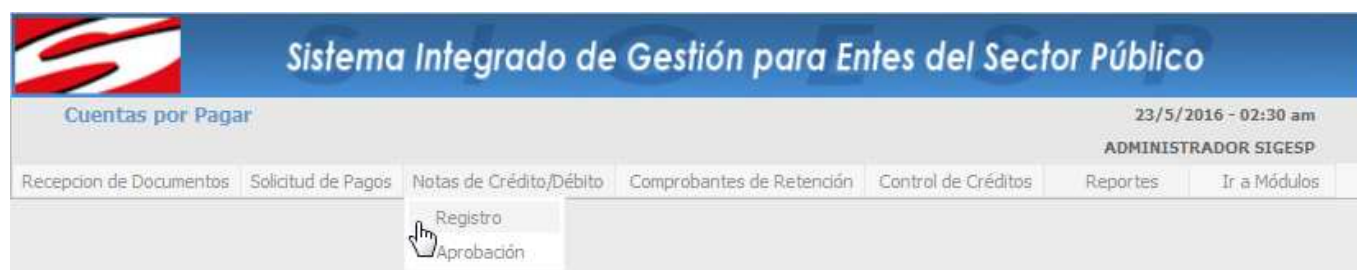 Sistema Integrado de Gestión para Entes del Sector Público
S I G E S P
Cuentas por Pagar
23/5/2016 - 02:30 am
ADMINISTRADOR SIGESP
Recepcion de Documentos Solicitud de Pagos Notas de Crédito/Débito Comprobantes de Retención Control de Créditos Reportes Ir a Módulos
Registro
Aprobación